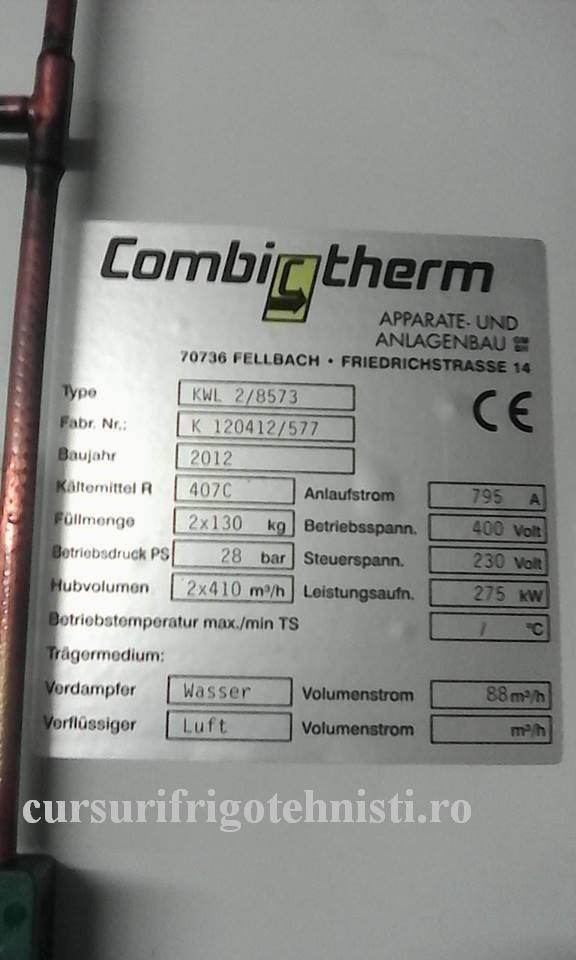 Combitherm
APPARATE- UND
ANLAGENBAU GMBH
70736 FELLBACH • FRIEDRICHSTRASSE 14
Type KWL 2/8573
CE
Fabr. Nr.: K 120412/577
Baujahr 2012
Kältemittel R 407C Anlaufstrom 795 A
Füllmenge 2x130 kg Betriebsspann. 400 Volt
Betriebsdruck PS 28 bar Steuerspann. 230 Volt
Hubvolumen 2x410 m³/h Leistungsaufn. 275 kW
Betriebstemperatur max./min TS / °C
Trägermedium:
Verdampfer Wasser Volumenstrom 88 m³/h
Verflüssiger Luft Volumenstrom m³/h
cursurifrigotehnisti.ro